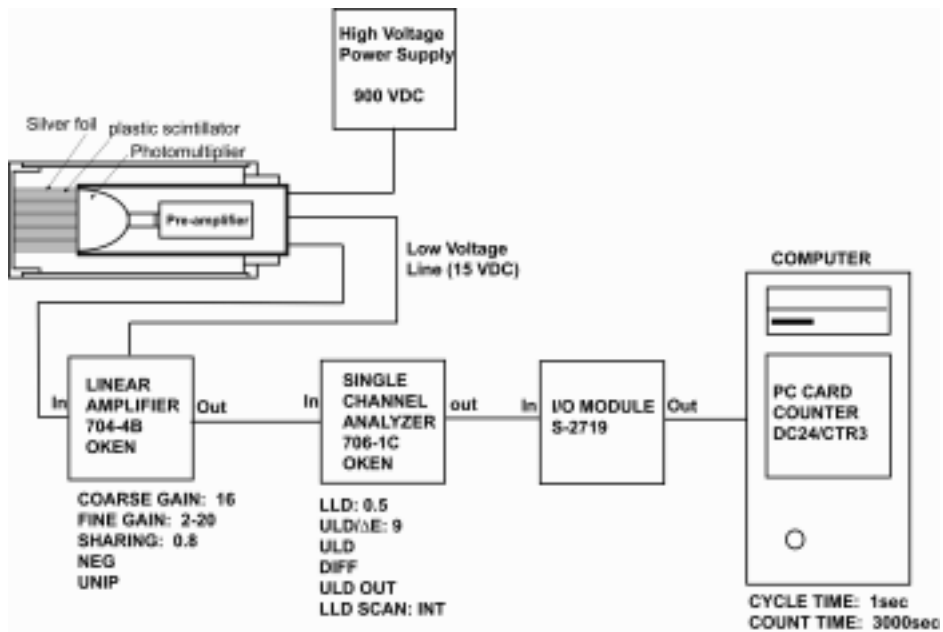 High Voltage
Power Supply
900 VDC
Silver foil
plastic scintillator
Photomultiplier
Pre-amplifier
Low Voltage
Line (15 VDC)
COMPUTER
In
LINEAR
AMPLIFIER
704-4B
OKEN
Out
In
SINGLE
CHANNEL
ANALYZER
706-1C
OKEN
out
In
I/O MODULE
S-2719
Out
PC CARD
COUNTER
DC24/CTR3
COARSE GAIN: 16
FINE GAIN: 2-20
SHARING: 0.8
NEG
UNIP
LLD: 0.5
ULD/ΔE: 9
ULD
DIFF
ULD OUT
LLD SCAN: INT
CYCLE TIME: 1sec
COUNT TIME: 3000sec